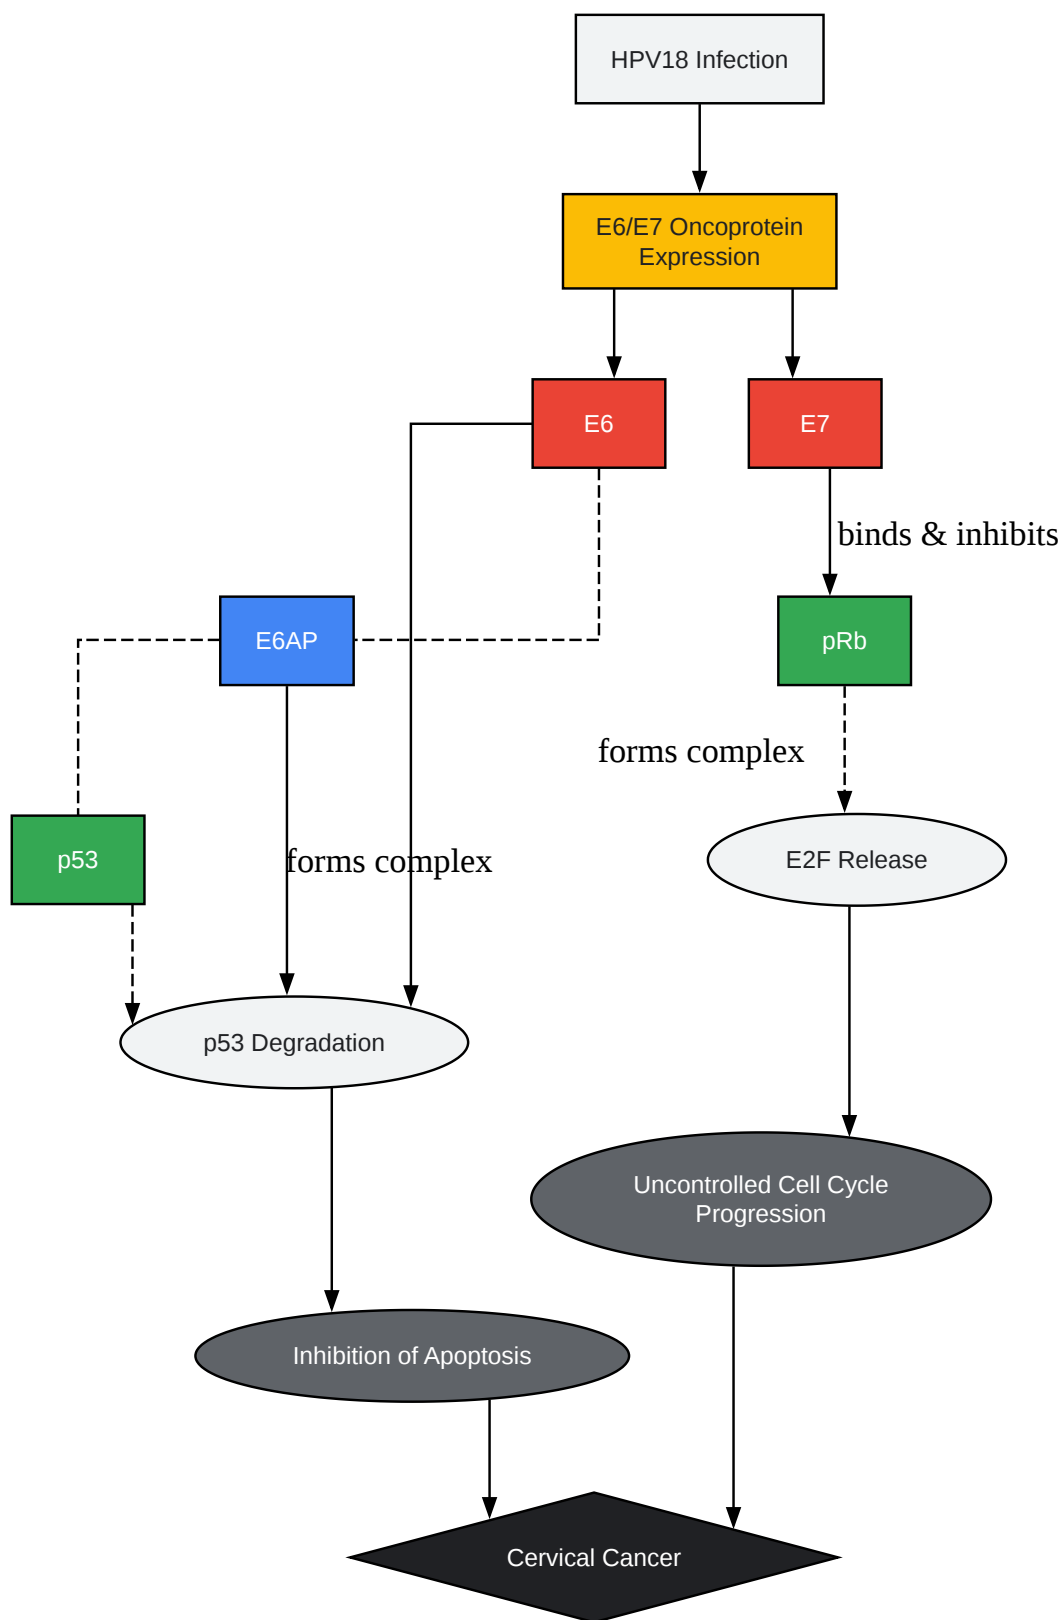 HPV18 Infection
E6/E7 Oncoprotein
Expression
E6
E7
binds & inhibits
E6AP
pRb
forms complex
p53
forms complex
E2F Release
p53 Degradation
Uncontrolled Cell Cycle
Progression
Inhibition of Apoptosis
Cervical Cancer